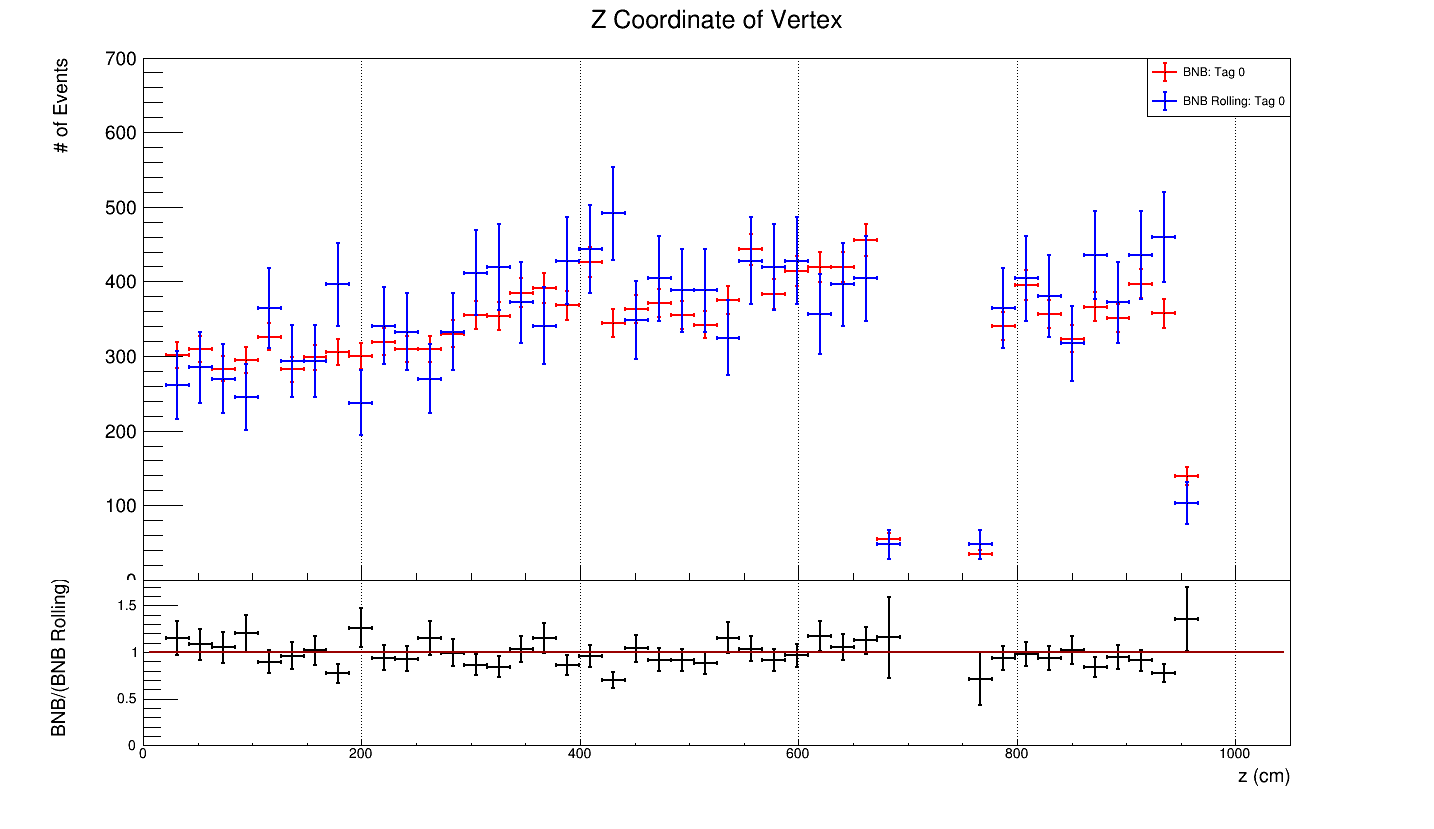 Z Coordinate of Vertex
# of Events
700
600
500
400
300
200
100
0
BNB: Tag 0
BNB Rolling: Tag 0
BNB/(BNB Rolling)
1.5
1
0.5
0
0 200 400 600 800 1000
z (cm)